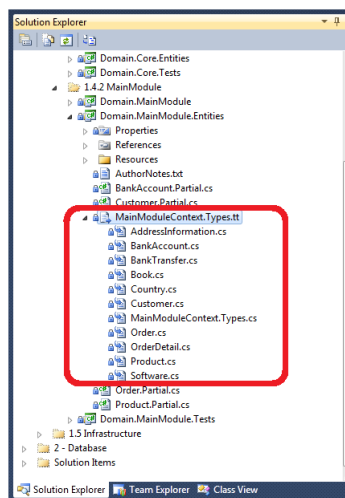 Solution Explorer
Domain.Core.Entities
Domain.Core.Tests
1.4.2 MainModule
Domain.MainModule
Domain.MainModule.Entities
Properties
References
Resources
AuthorNotes.txt
BankAccount.Partial.cs
Customer.Partial.cs
MainModuleContext.Types.tt
AddressInformation.cs
BankAccount.cs
BankTransfer.cs
Book.cs
Country.cs
Customer.cs
MainModuleContext.Types.cs
Order.cs
OrderDetail.cs
Product.cs
Software.cs
Order.Partial.cs
Product.Partial.cs
Domain.MainModule.Tests
1.5 Infrastructure
2 - Database
Solution Items
Solution Explorer Team Explorer Class View